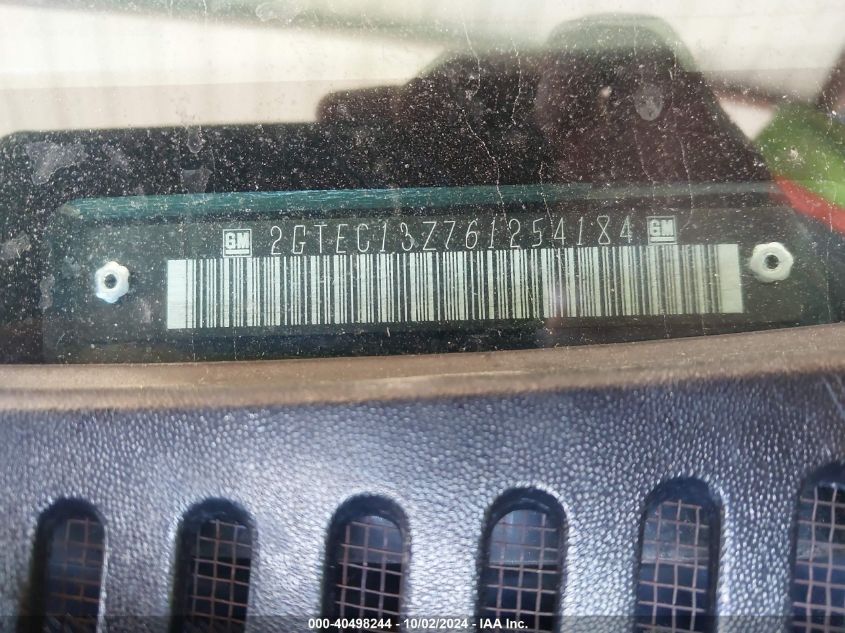 GM 2GTEC13Z761254184 GM
000-40498244 - 10/02/2024 - IAA Inc.